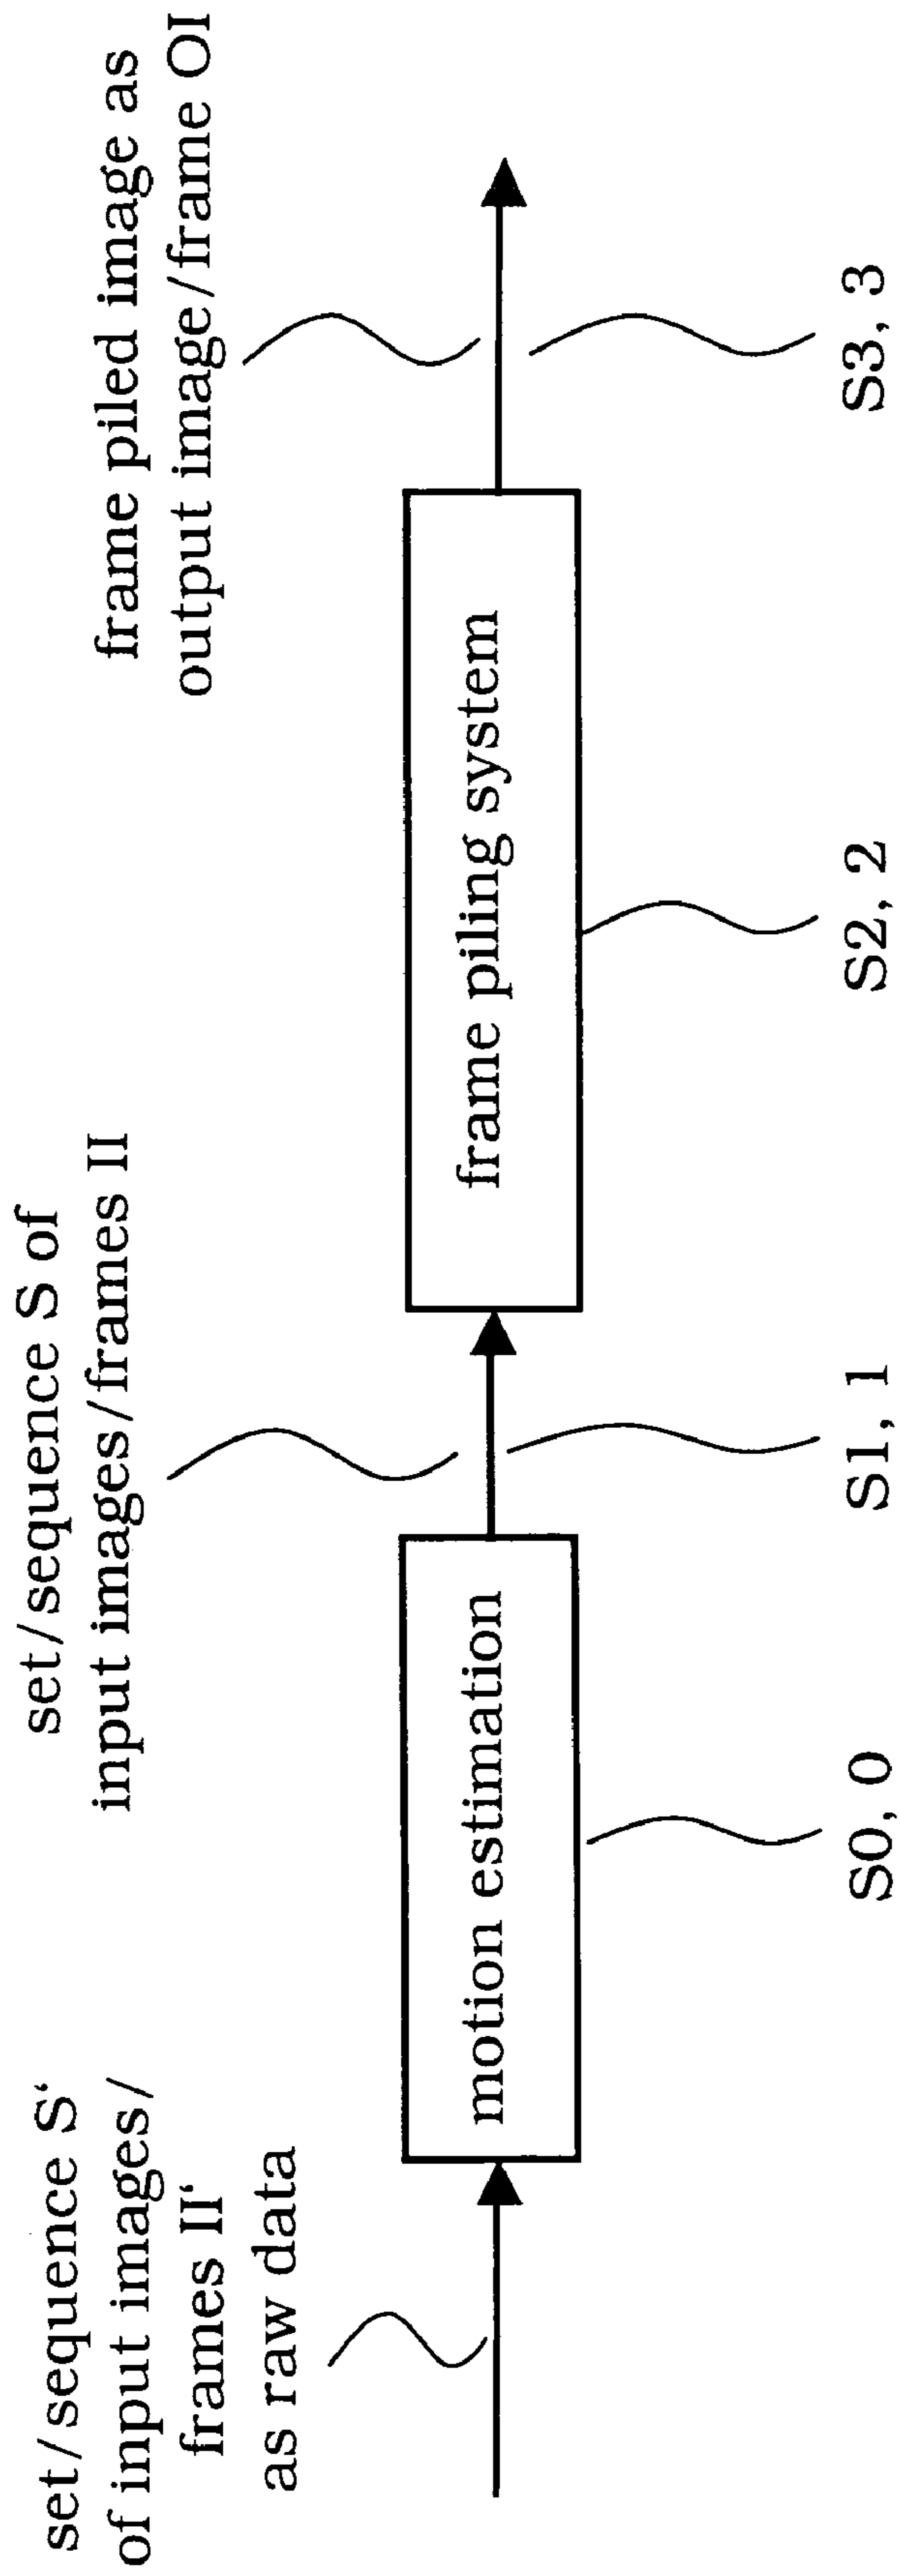 set/sequence S‘
of input images/
frames II‘
as raw data
set/sequence S of
input images/frames II
frame piled image as
output image/frame OI
motion estimation
frame piling system
S0, 0
S1, 1
S2, 2
S3, 3